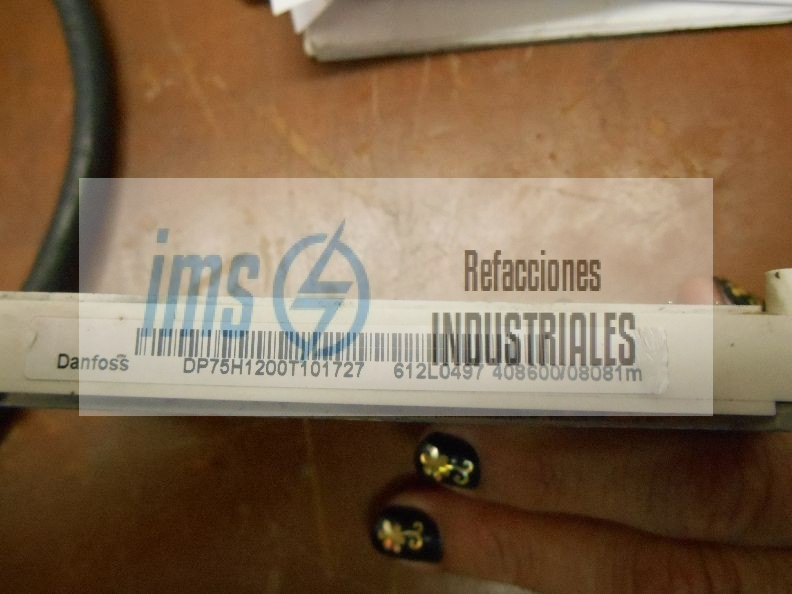 ims
Refacciones
INDUSTRIALES
Danfoss DP75H1200T101727 612L0497 408600/08081m